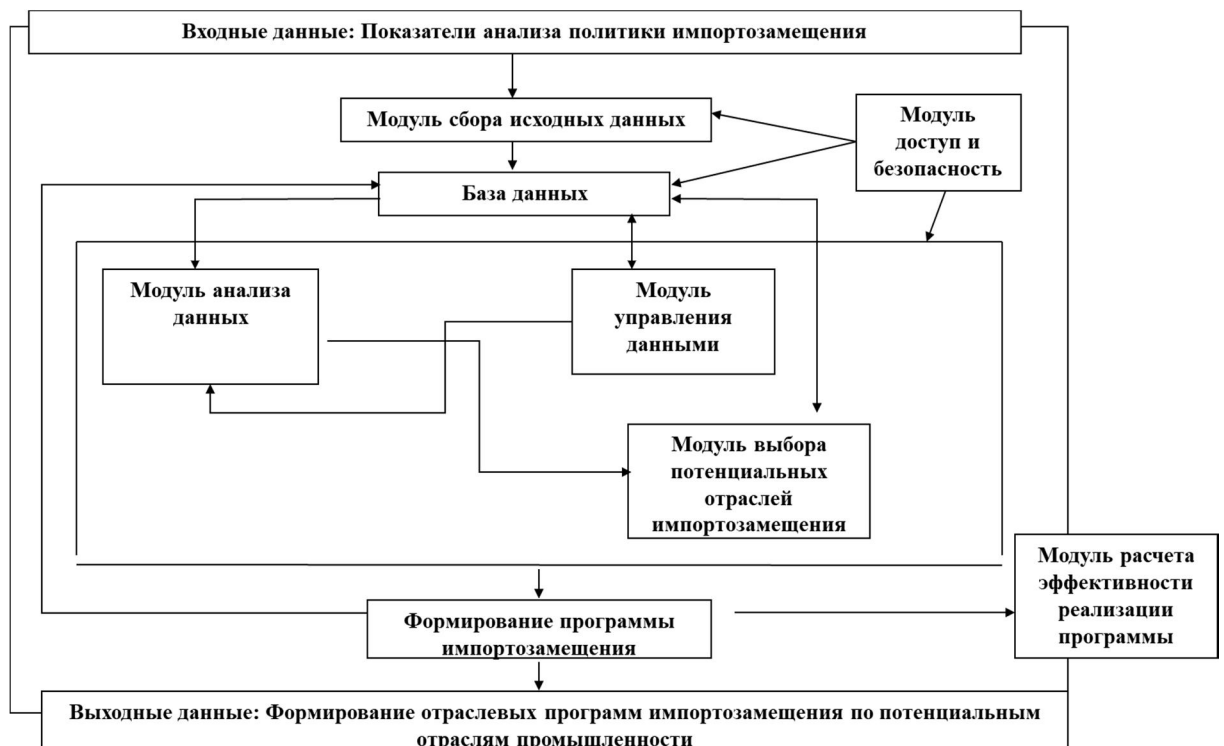 Входные данные: Показатели анализа политики импортозамещения
Модуль сбора исходных данных
Модуль
доступ и
безопасность
База данных
Модуль анализа
данных
Модуль
управления
данными
Модуль выбора
потенциальных
отраслей
импортозамещения
Модуль расчета
эффективности
реализации
программы
Формирование программы
импортозамещения
Выходные данные: Формирование отраслевых программ импортозамещения по потенциальным
отраслям промышленности